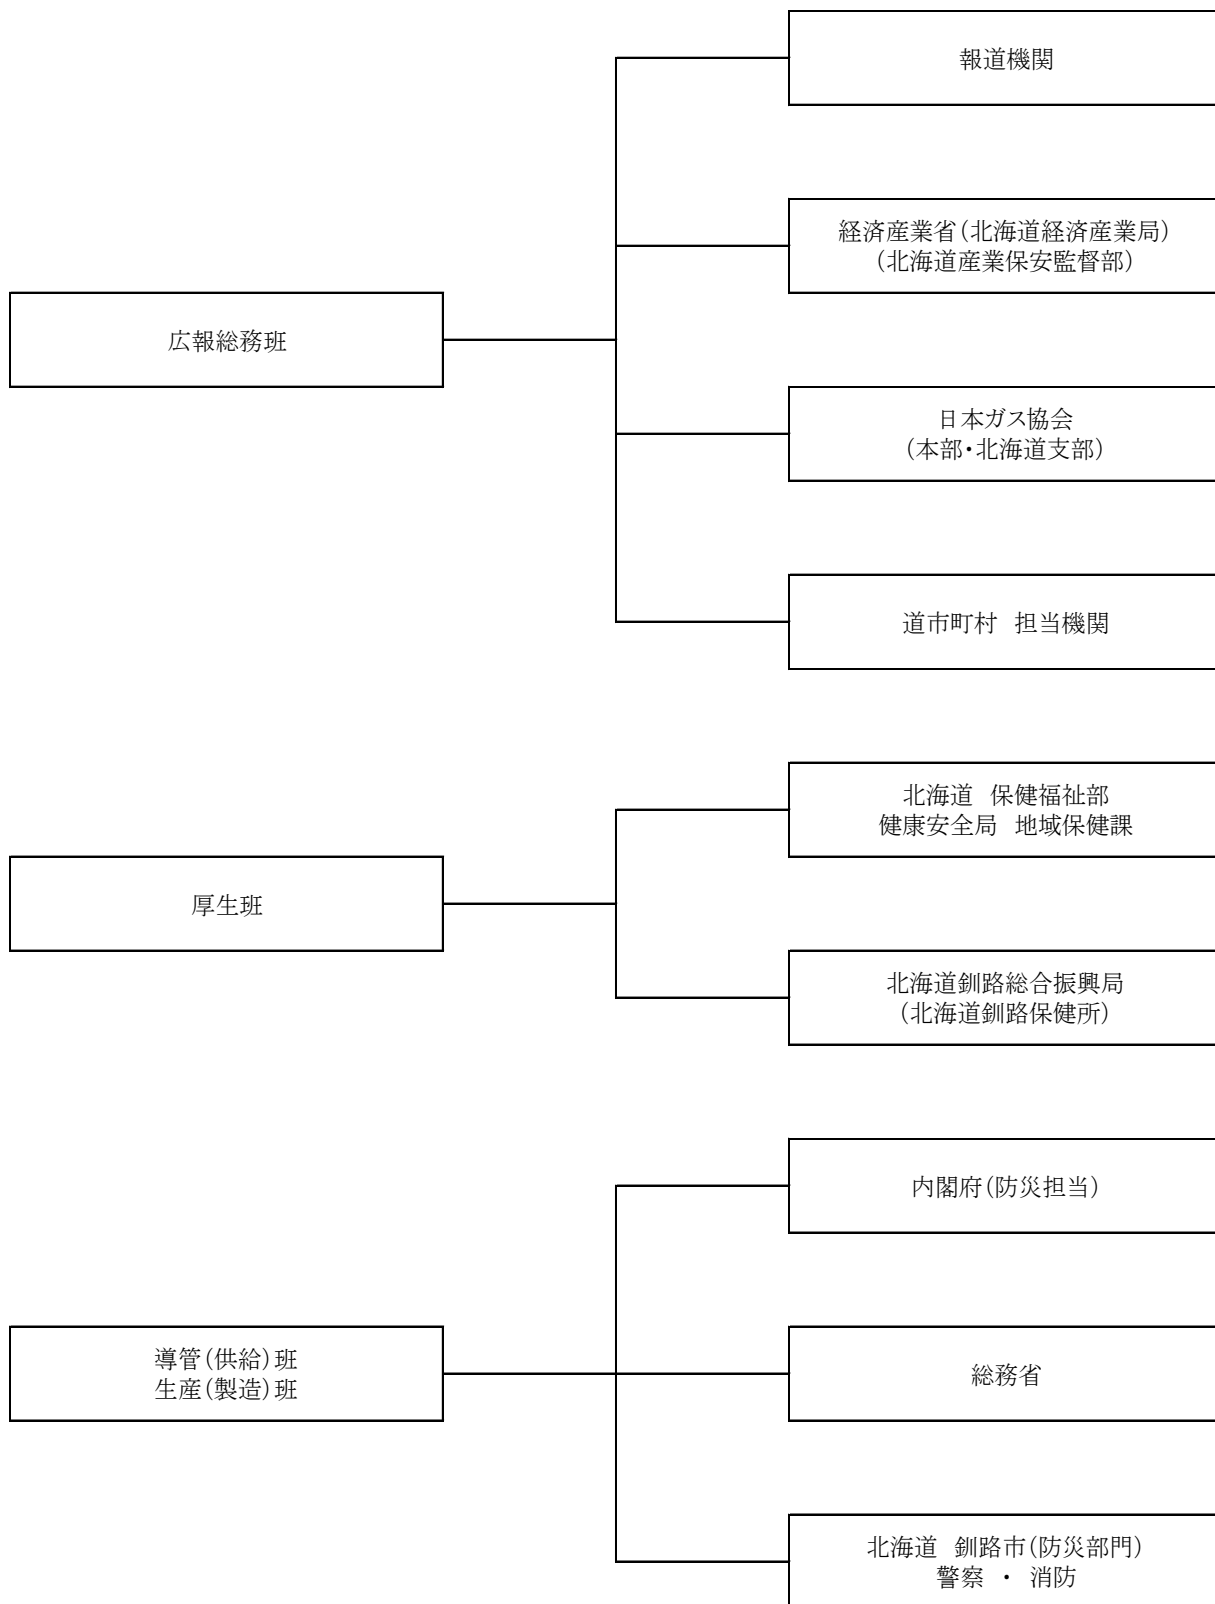 報道機関
経済産業省(北海道経済産業局)
(北海道産業保安監督部)
広報総務班
日本ガス協会
(本部・北海道支部)
道市町村　担当機関
北海道　保健福祉部
健康安全局　地域保健課
厚生班
北海道釧路総合振興局
(北海道釧路保健所)
内閣府(防災担当)
導管(供給)班
生産(製造)班
総務省
北海道　釧路市(防災部門)
警察　・　消防